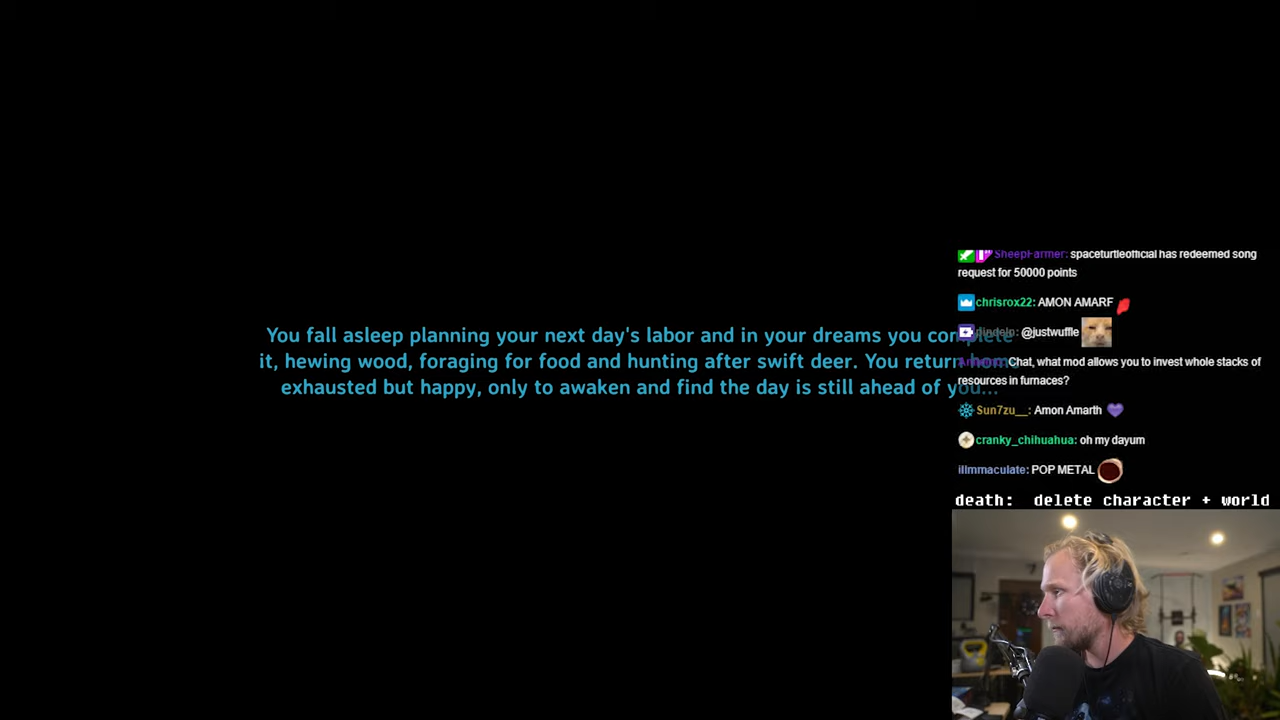 SheepFarmer: spaceturtleofficial has redeemed song
request for 50000 points
chrisrox22: AMON AMARF
@justwuffle
Chat, what mod allows you to invest whole stacks of
resources in furnaces?
Sun7zu__: Amon Amarth
cranky_chihuahua: oh my dayum
illmmaculate: POP METAL
You fall asleep planning your next day's labor and in your dreams you complete
it, hewing wood, foraging for food and hunting after swift deer. You return home
exhausted but happy, only to awaken and find the day is still ahead of you...
death: delete character + world